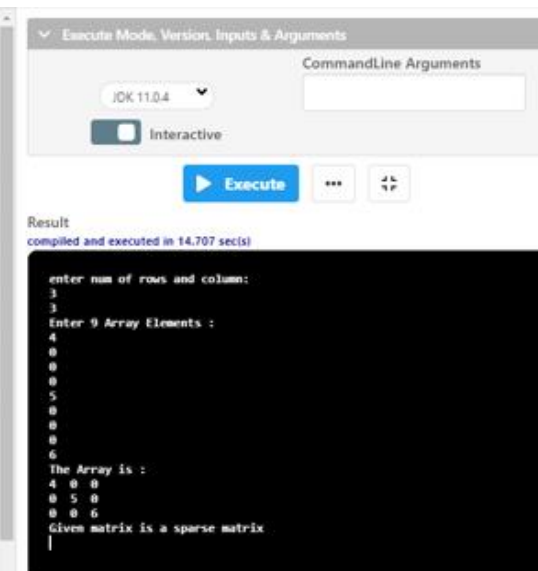 Execute Mode, Version, Inputs & Arguments
CommandLine Arguments
JDK 11.0.4
Interactive
Execute
Result
compiled and executed in 14.707 sec(s)
enter num of rows and column:
3
3
Enter 9 Array Elements :
4
0
0
0
5
0
0
0
6
The Array is :
4 0 0
0 5 0
0 0 6
Given matrix is a sparse matrix